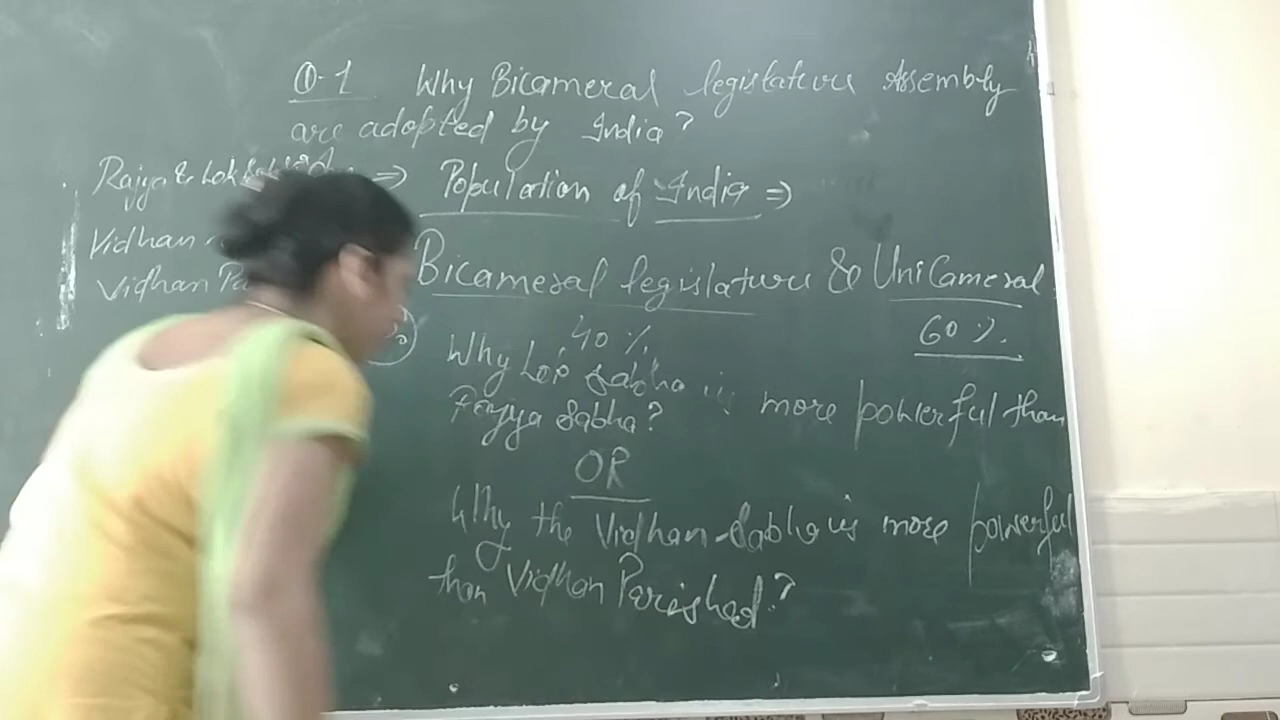 Q-1 Why Bicameral legislature Assembly
are adopted by India?
Rajya & Lok Sabha ⇒ Population of India ⇒
Vidhan
Vidhan Pa
Bicameral legislature & UniCameral
40 % 60 %.
Why Lok Sabha is more powerful than
Rajya Sabha?
OR
Why the Vidhan-Sabha is more powerful
than Vidhan Parishad?